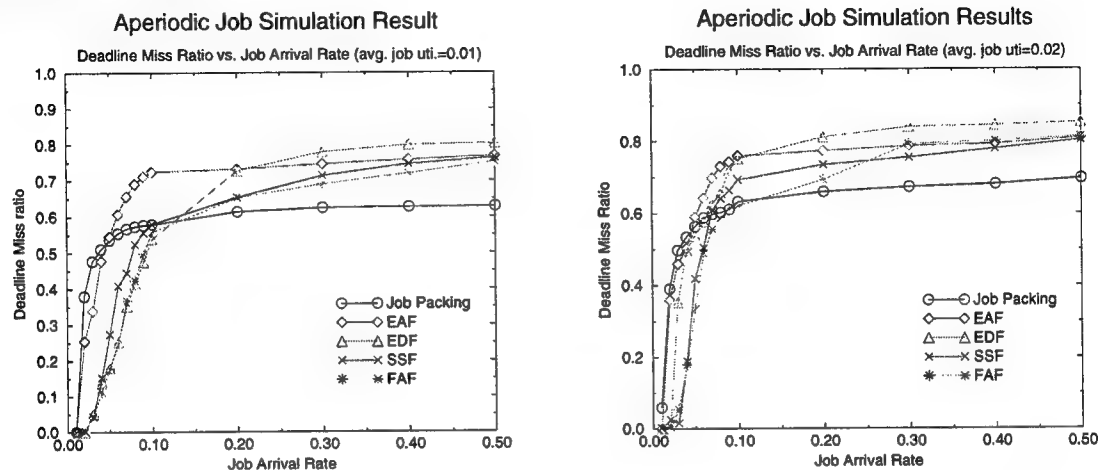 Aperiodic Job Simulation Result
Deadline Miss Ratio vs. Job Arrival Rate (avg. job uti.=0.01)
1.0
0.9
0.8
0.7
0.6
0.5
0.4
0.3
0.2
0.1
0.0
Deadline Miss ratio
Job Packing
EAF
EDF
SSF
FAF
0.00
0.10
0.20
0.30
0.40
0.50
Job Arrival Rate
Aperiodic Job Simulation Results
Deadline Miss Ratio vs. Job Arrival Rate (avg. job uti=0.02)
1.0
0.8
0.6
0.4
0.2
0.0
Deadline Miss Ratio
Job Packing
EAF
EDF
SSF
FAF
0.00
0.10
0.20
0.30
0.40
0.50
Job Arrival Rate